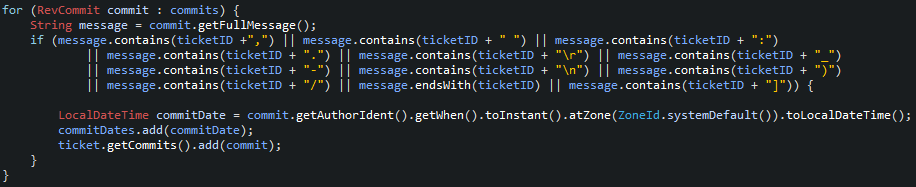 for (RevCommit commit : commits) {
    String message = commit.getFullMessage();
    if (message.contains(ticketID +",") || message.contains(ticketID + " ") || message.contains(ticketID + ":")
            || message.contains(ticketID + ".") || message.contains(ticketID + "\r") || message.contains(ticketID + "_")
            || message.contains(ticketID + "-") || message.contains(ticketID + "\n") || message.contains(ticketID + ")")
            || message.contains(ticketID + "/") || message.endsWith(ticketID) || message.contains(ticketID + "]")) {
        LocalDateTime commitDate = commit.getAuthorIdent().getWhen().toInstant().atZone(ZoneId.systemDefault()).toLocalDateTime();
        commitDates.add(commitDate);
        ticket.getCommits().add(commit);
    }
}